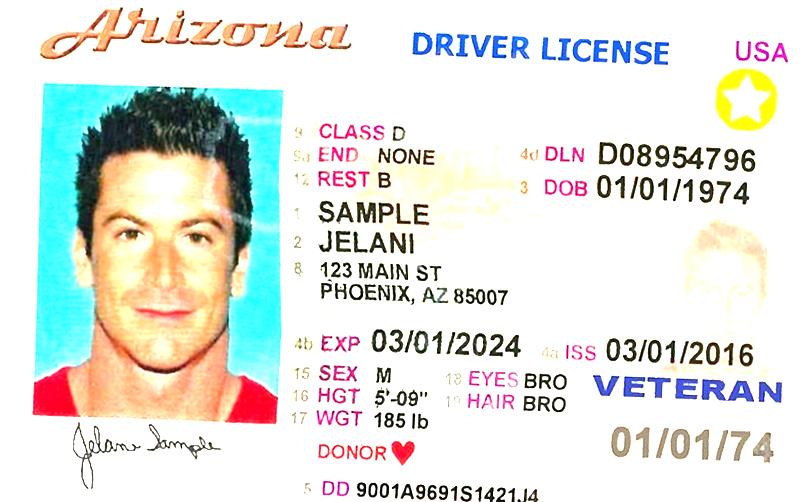 Arizona DRIVER LICENSE USA
9 CLASS D
9a END NONE 4d DLN D08954796
12 REST B 3 DOB 01/01/1974
1 SAMPLE
2 JELANI
8 123 MAIN ST
PHOENIX, AZ 85007
4b EXP 03/01/2024 4a ISS 03/01/2016
15 SEX M 18 EYES BRO VETERAN
16 HGT 5'-09" 19 HAIR BRO
17 WGT 185 lb 01/01/74
DONOR
Jelani Sample
5 DD 9001A9691S1421J4